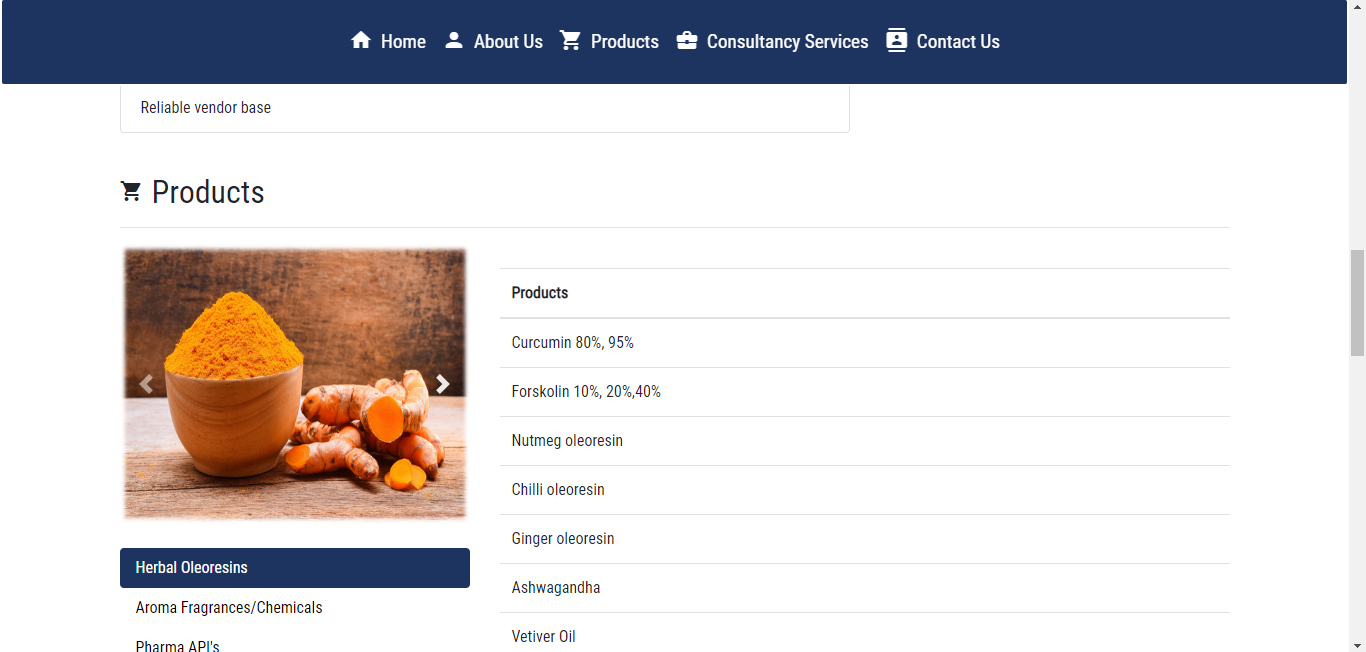 Home About Us Products Consultancy Services Contact Us
Reliable vendor base
Products
Products
Curcumin 80%, 95%
Forskolin 10%, 20%,40%
Nutmeg oleoresin
Chilli oleoresin
Ginger oleoresin
Ashwagandha
Vetiver Oil
Herbal Oleoresins
Aroma Fragrances/Chemicals
Pharma API's